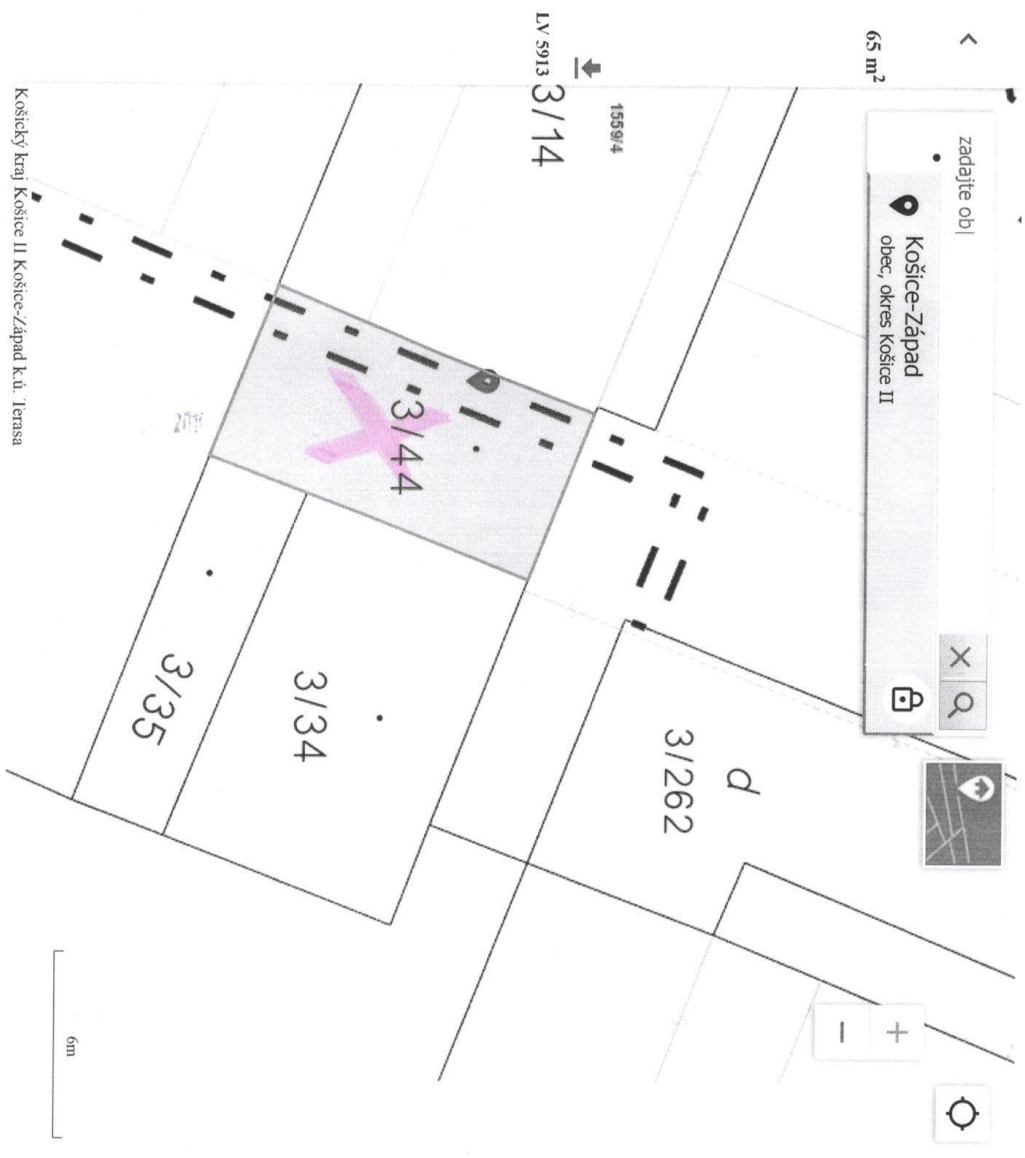 65 m²
zadajte ob
Košice-Západ
obec, okres Košice II
LV 5913
1559/4
3/14
3/44
3/262
d
3/34
3/35
+
−
6m
Košický kraj Košice II Košice-Západ k.ú. Terasa